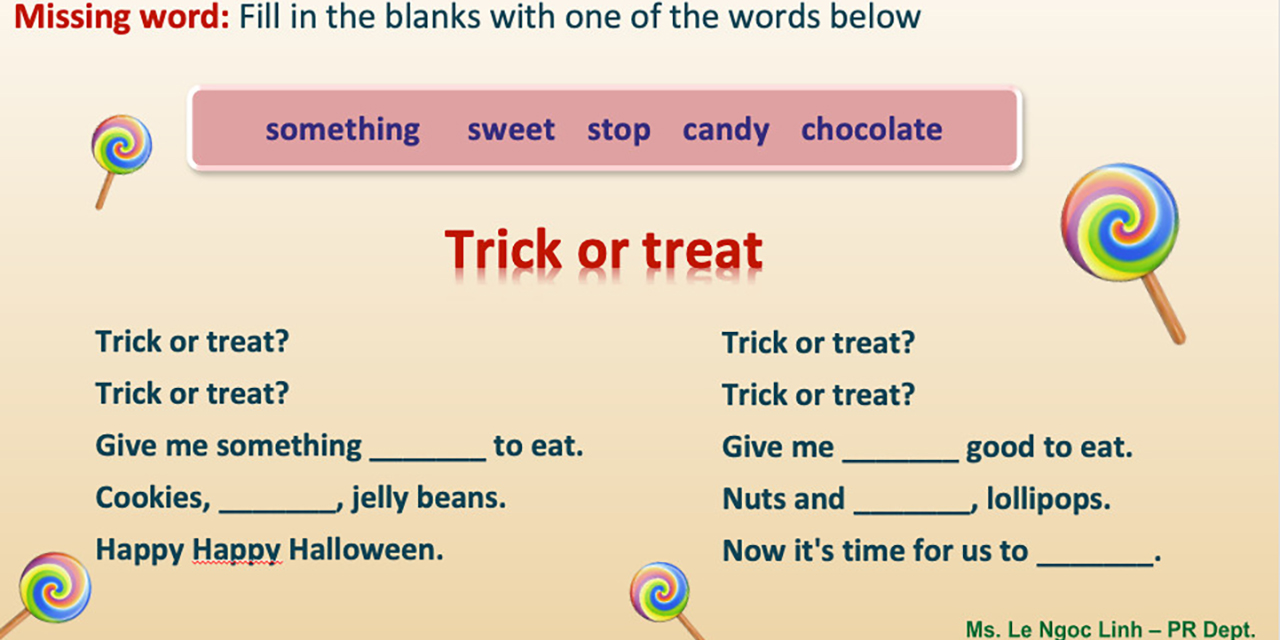 Missing word: Fill in the blanks with one of the words below
something sweet stop candy chocolate
Trick or treat
Trick or treat?
Trick or treat?
Give me something _______ to eat.
Cookies, _______, jelly beans.
Happy Happy Halloween.
Trick or treat?
Trick or treat?
Give me _______ good to eat.
Nuts and _______, lollipops.
Now it's time for us to _______.
Ms. Le Ngoc Linh – PR Dept.